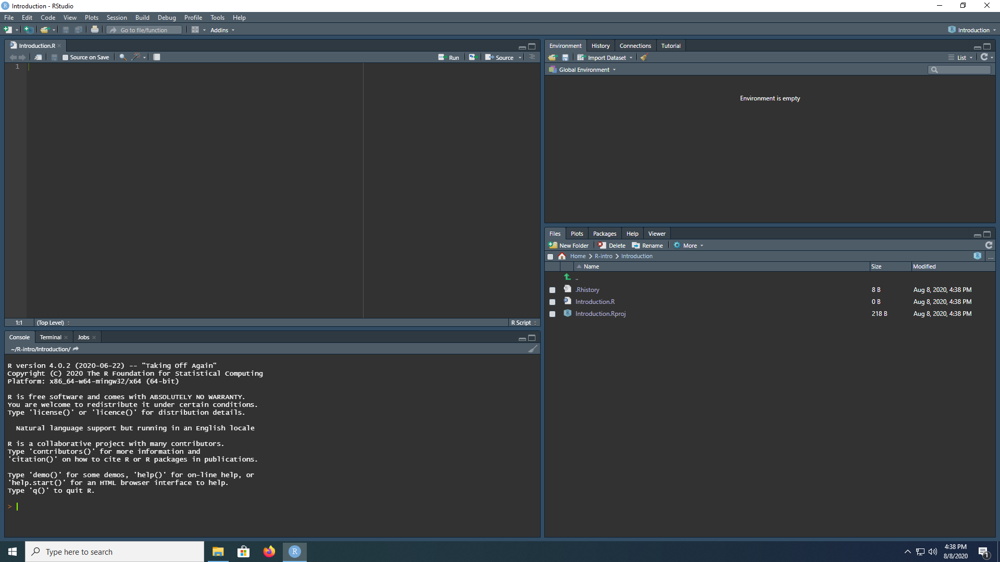 Introduction - RStudio
File Edit Code View Plots Session Build Debug Profile Tools Help
Go to file/function Addins Introduction
Introduction.R
Source on Save Run Source
1
1:1 (Top Level) R Script
Console Terminal Jobs
~/R-intro/Introduction/
R version 4.0.2 (2020-06-22) -- "Taking Off Again"
Copyright (C) 2020 The R Foundation for Statistical Computing
Platform: x86_64-w64-mingw32/x64 (64-bit)
R is free software and comes with ABSOLUTELY NO WARRANTY.
You are welcome to redistribute it under certain conditions.
Type 'license()' or 'licence()' for distribution details.
Natural language support but running in an English locale
R is a collaborative project with many contributors.
Type 'contributors()' for more information and
'citation()' on how to cite R or R packages in publications.
Type 'demo()' for some demos, 'help()' for on-line help, or
'help.start()' for an HTML browser interface to help.
Type 'q()' to quit R.
>
Environment History Connections Tutorial
Import Dataset List
Global Environment
Environment is empty
Files Plots Packages Help Viewer
New Folder Delete Rename More
Home R-intro Introduction ...
Name Size Modified
..
.Rhistory 8 B Aug 8, 2020, 4:38 PM
Introduction.R 0 B Aug 8, 2020, 4:38 PM
Introduction.Rproj 218 B Aug 8, 2020, 4:38 PM
Type here to search R
4:38 PM
8/8/2020
1